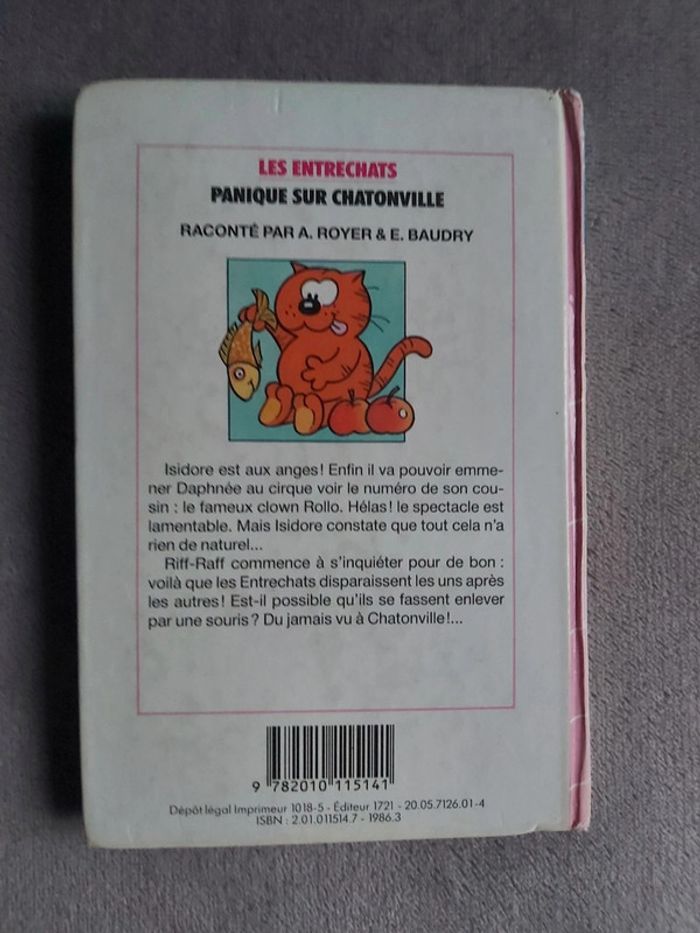 LES ENTRECHATS
PANIQUE SUR CHATONVILLE
RACONTÉ PAR A. ROYER & E. BAUDRY
Isidore est aux anges! Enfin il va pouvoir emme-
ner Daphnée au cirque voir le numéro de son cou-
sin : le fameux clown Rollo. Hélas! le spectacle est
lamentable. Mais Isidore constate que tout cela n'a
rien de naturel...
Riff-Raff commence à s'inquiéter pour de bon :
voilà que les Entrechats disparaissent les uns après
les autres! Est-il possible qu'ils se fassent enlever
par une souris? Du jamais vu à Chatonville!...
9 782010 115141
Dépôt légal Imprimeur 1018-5 - Éditeur 1721 - 20.05.7126.01-4
ISBN : 2.01.011514.7 - 1986.3